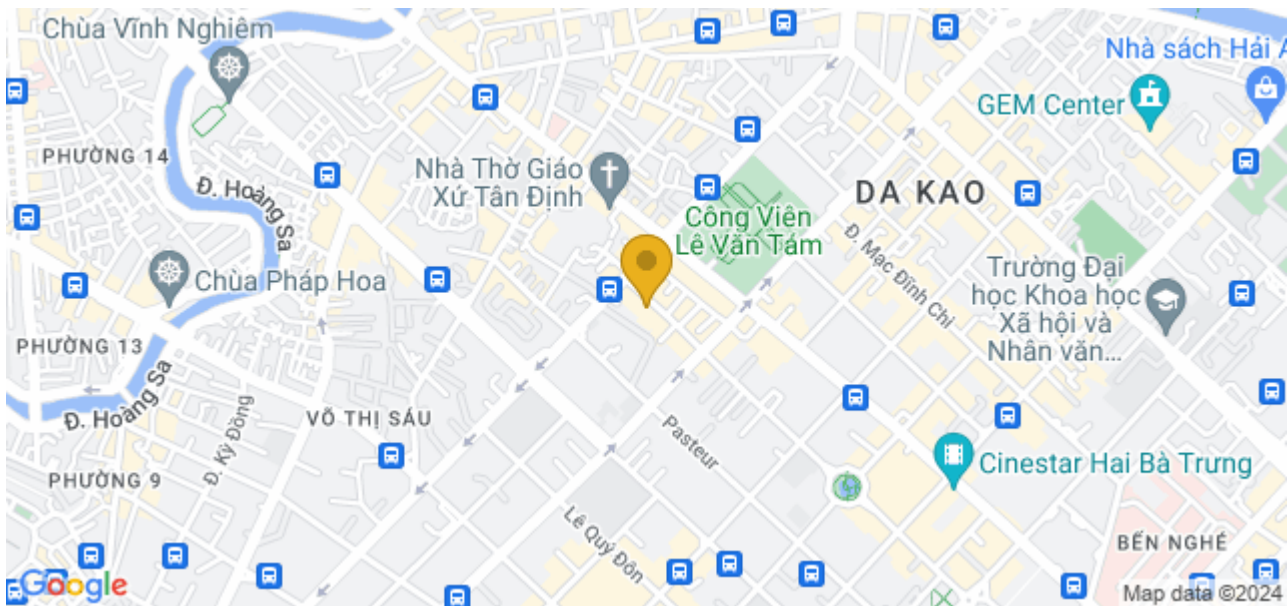 Chùa Vĩnh Nghiêm
Nhà sách Hải A
GEM Center
PHƯỜNG 14
Nhà Thờ Giáo
Xứ Tân Định
Đ. Hoàng Sa
DA KAO
Công Viên
Lê Văn Tám
Đ. Mạc Đĩnh Chi
Chùa Pháp Hoa
Trường Đại
học Khoa học
Xã hội và
Nhân văn...
PHƯỜNG 13
Đ. Hoàng Sa
VÕ THỊ SÁU
Đ. Kỳ Đồng
Pasteur
PHƯỜNG 9
Cinestar Hai Bà Trưng
Lê Quý Đôn
BẾN NGHÉ
Google
Map data ©2024